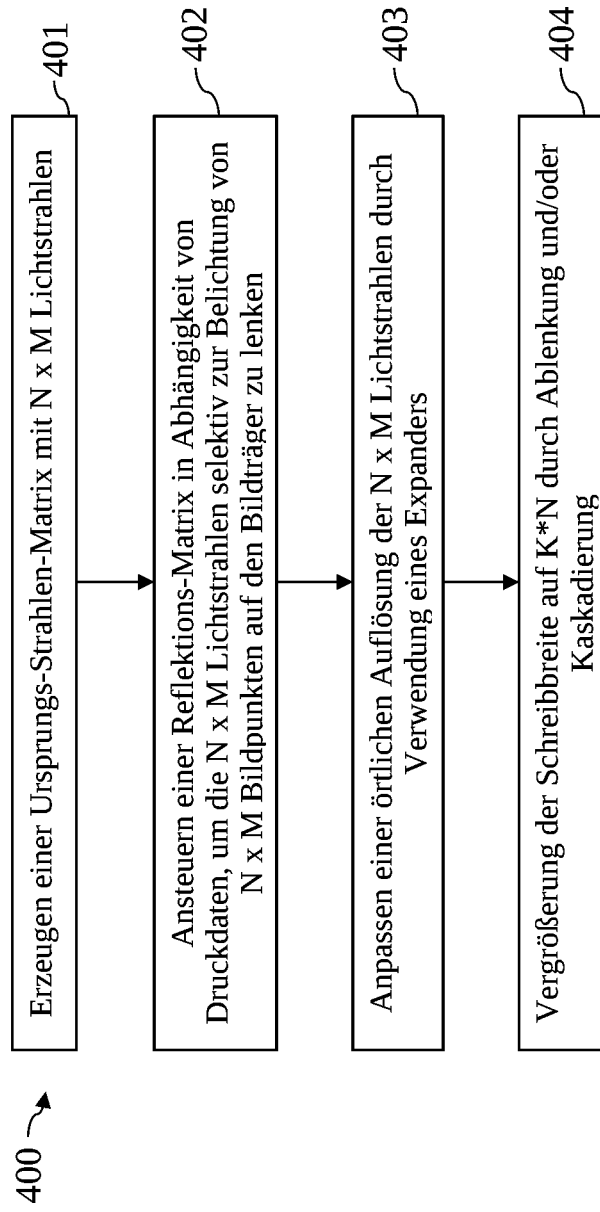 400
401
Erzeugen einer Ursprungs-Strahlen-Matrix mit N x M Lichtstrahlen
402
Ansteuern einer Reflektions-Matrix in Abhängigkeit von
Druckdaten, um die N x M Lichtstrahlen selektiv zur Belichtung von
N x M Bildpunkten auf den Bildträger zu lenken
403
Anpassen einer örtlichen Auflösung der N x M Lichtstrahlen durch
Verwendung eines Expanders
404
Vergrößerung der Schreibbreite auf K*N durch Ablenkung und/oder
Kaskadierung